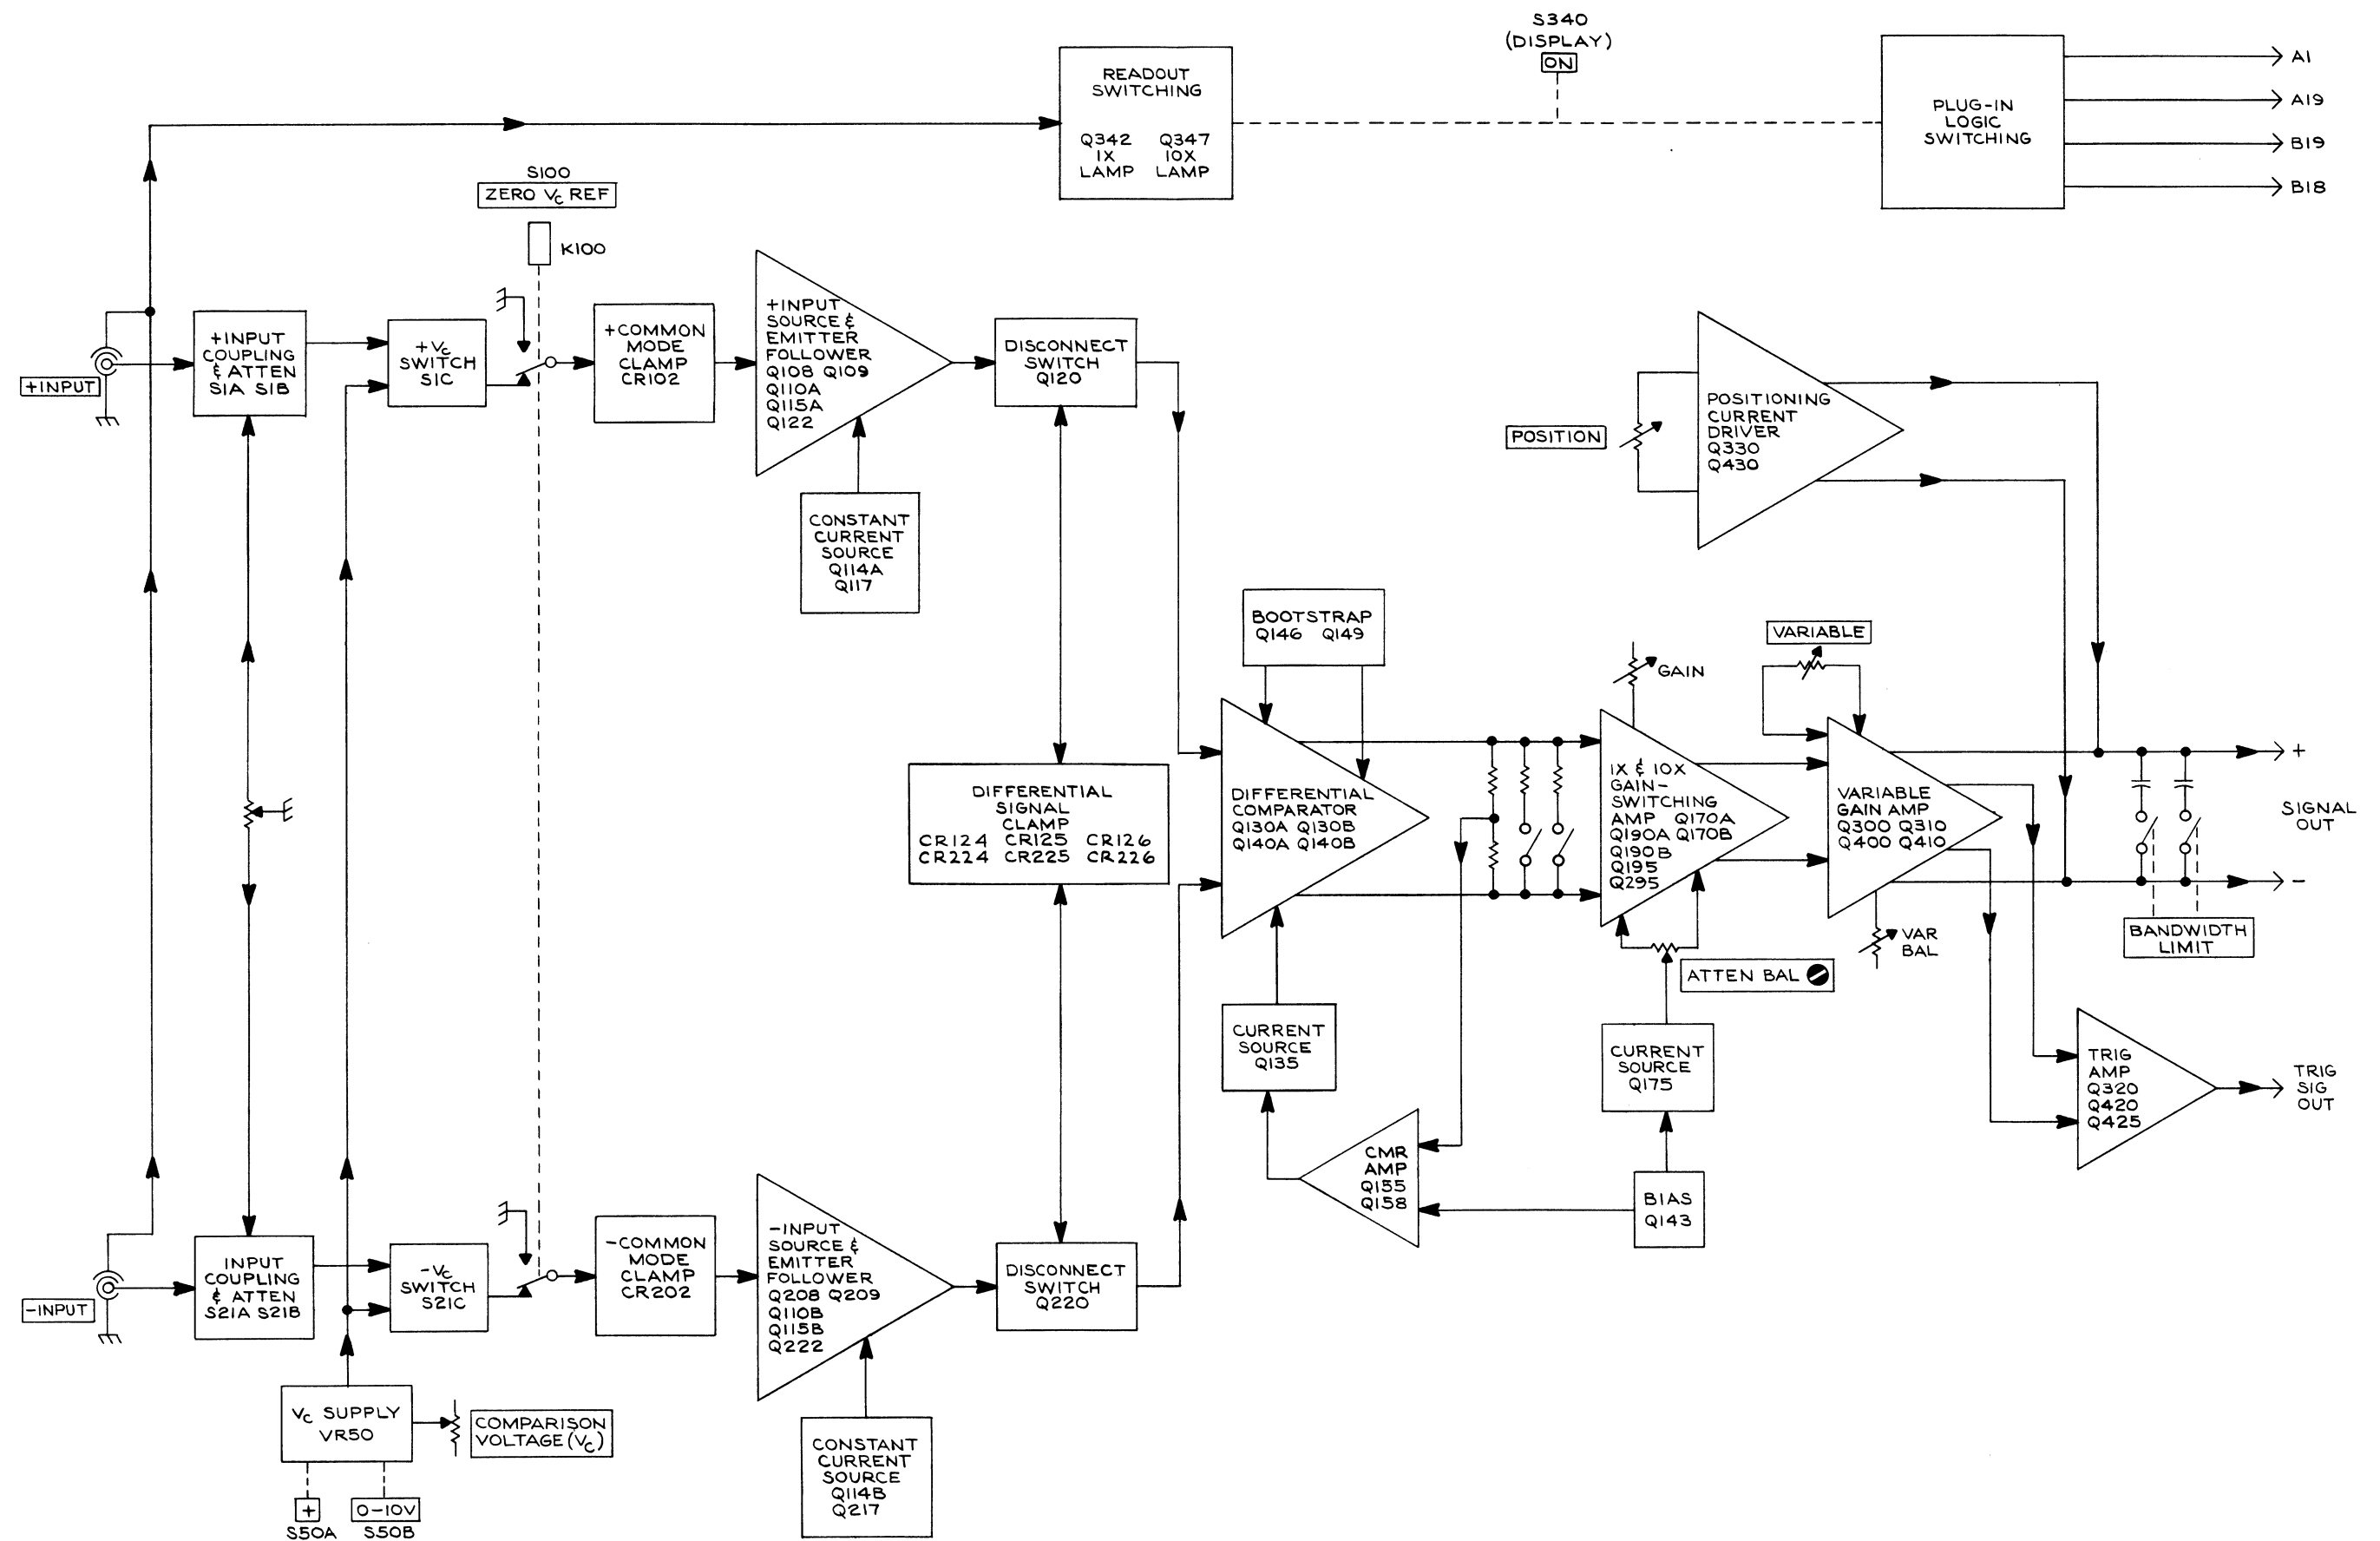 S340
(DISPLAY)
ON
READOUT
SWITCHING
Q342 Q347
1X 10X
LAMP LAMP
PLUG-IN
LOGIC
SWITCHING
A1
A19
B19
B18
S100
ZERO VC REF
K100
+INPUT
+INPUT
COUPLING
& ATTEN
S1A S1B
+VC
SWITCH
S1C
+COMMON
MODE
CLAMP
CR102
+INPUT
SOURCE &
EMITTER
FOLLOWER
Q108 Q109
Q110A
Q115A
Q122
DISCONNECT
SWITCH
Q120
CONSTANT
CURRENT
SOURCE
Q114A
Q117
POSITION
POSITIONING
CURRENT
DRIVER
Q330
Q430
BOOTSTRAP
Q146 Q149
GAIN
VARIABLE
DIFFERENTIAL
SIGNAL
CLAMP
CR124 CR125 CR126
CR224 CR225 CR226
DIFFERENTIAL
COMPARATOR
Q130A Q130B
Q140A Q140B
1X & 10X
GAIN-
SWITCHING
AMP Q170A
Q190A Q170B
Q190B
Q195
Q295
VARIABLE
GAIN AMP
Q300 Q310
Q400 Q410
+
SIGNAL
OUT
-
BANDWIDTH
LIMIT
VAR
BAL
ATTEN BAL
CURRENT
SOURCE
Q135
CURRENT
SOURCE
Q175
TRIG
AMP
Q320
Q420
Q425
TRIG
SIG
OUT
CMR
AMP
Q155
Q158
BIAS
Q143
-INPUT
INPUT
COUPLING
& ATTEN
S21A S21B
-VC
SWITCH
S21C
-COMMON
MODE
CLAMP
CR202
-INPUT
SOURCE &
EMITTER
FOLLOWER
Q208 Q209
Q110B
Q115B
Q222
DISCONNECT
SWITCH
Q220
VC SUPPLY
VR50
COMPARISON
VOLTAGE (VC)
CONSTANT
CURRENT
SOURCE
Q114B
Q217
+
S50A
0-10V
S50B